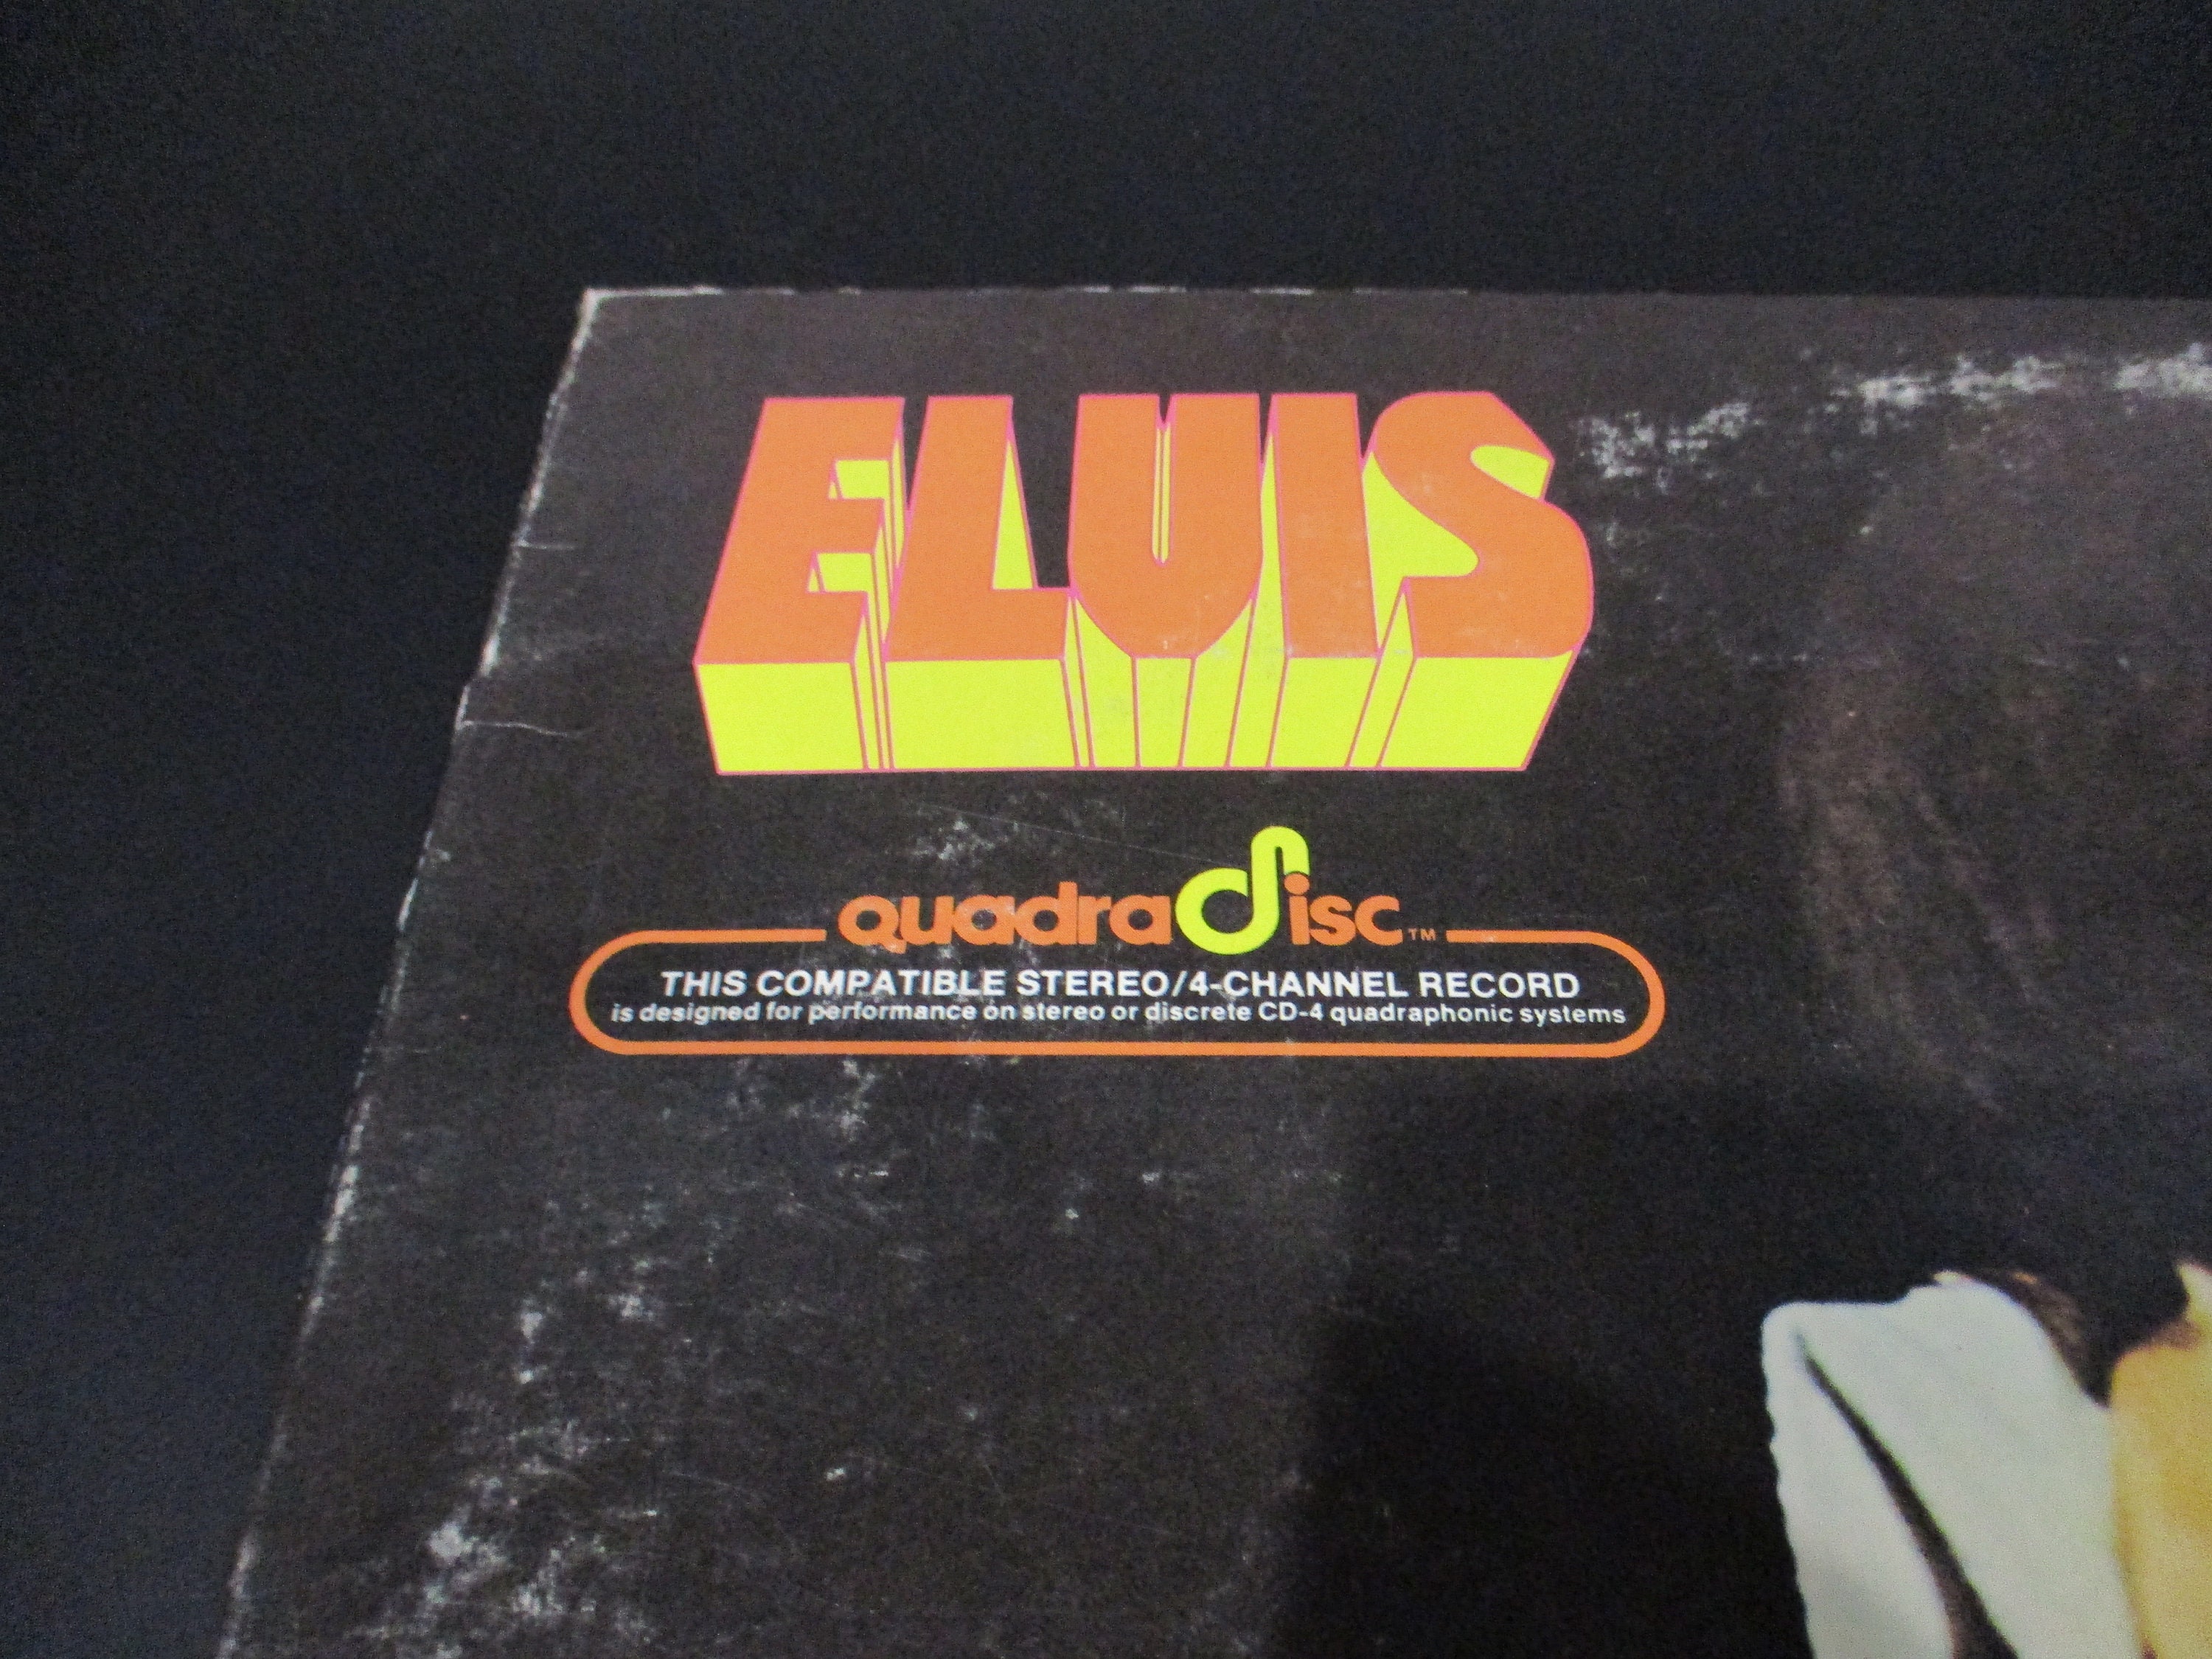 ELVIS
quadradisc™
THIS COMPATIBLE STEREO/4-CHANNEL RECORD
is designed for performance on stereo or discrete CD-4 quadraphonic systems